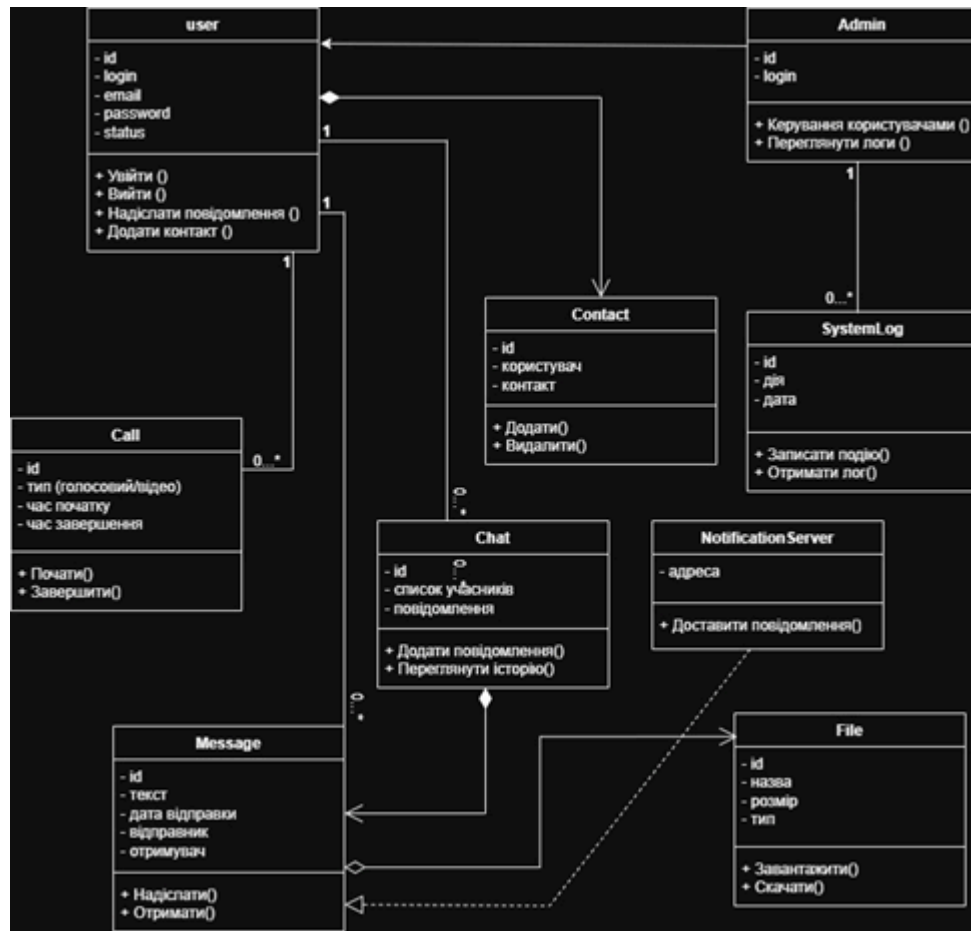 user
- id
- login
- email
- password
- status
+ Увійти ()
+ Вийти ()
+ Надіслати повідомлення ()
+ Додати контакт ()
Admin
- id
- login
+ Керування користувачами ()
+ Переглянути логи ()
1
1
1
1
0...*
Contact
- id
- користувач
- контакт
+ Додати()
+ Видалити()
SystemLog
- id
- дія
- дата
+ Записати подію()
+ Отримати лог()
Call
- id
- тип (голосовий/відео)
- час початку
- час завершення
+ Почати()
+ Завершити()
0...*
0...*
Chat
- id
- список учасників
- повідомлення
+ Додати повідомлення()
+ Переглянути історію()
0...*
NotificationServer
- адреса
+ Доставити повідомлення()
0...*
Message
- id
- текст
- дата відправки
- відправник
- отримувач
+ Надіслати()
+ Отримати()
File
- id
- назва
- розмір
- тип
+ Завантажити()
+ Скачати()